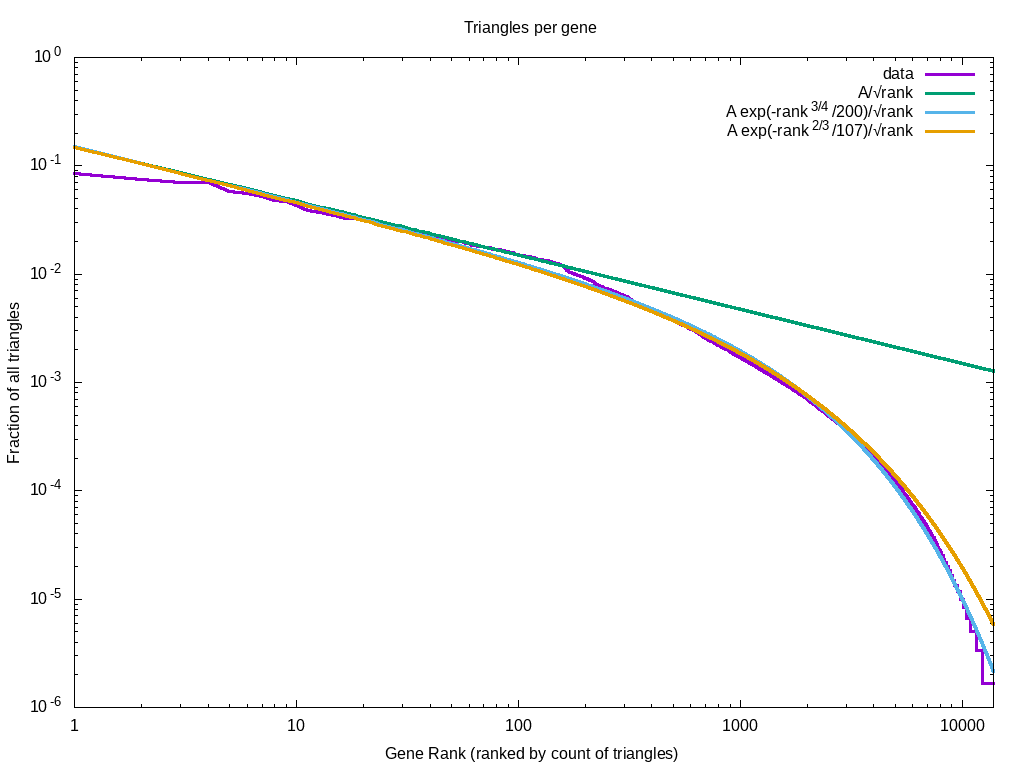 Triangles per gene
data
A/√rank
A exp(-rank^3/4/200)/√rank
A exp(-rank^2/3/107)/√rank
10^0
10^-1
10^-2
10^-3
10^-4
10^-5
10^-6
Fraction of all triangles
1 10 100 1000 10000
Gene Rank (ranked by count of triangles)